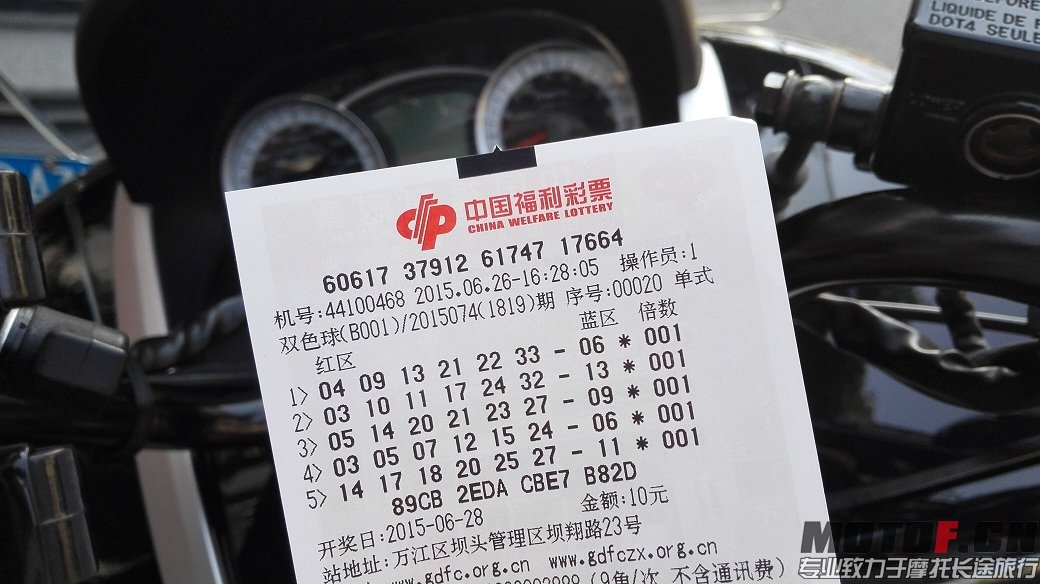 LIQUIDE DE F
DOT4 SEULE
中国福利彩票
CHINA WELFARE LOTTERY
60617 37912 61747 17664
机号:44100468 2015.06.26-16:28:05 操作员:1
双色球(B001)/2015074(1819)期 序号:00020 单式
红区 蓝区 倍数
1> 04 09 13 21 22 33 - 06 * 001
2> 03 10 11 17 24 32 - 13 * 001
3> 05 14 20 21 23 27 - 09 * 001
4> 03 05 07 12 15 24 - 06 * 001
5> 14 17 18 20 25 27 - 11 * 001
89CB 2EDA CBE7 B82D
开奖日:2015-06-28 金额:10元
站地址:万江区坝头管理区坝翔路23号
www.gdfc.org.cn www.gdfczx.org.cn
(9角/次 不含通讯费)
MOTOF.CN
专业致力于摩托长途旅行